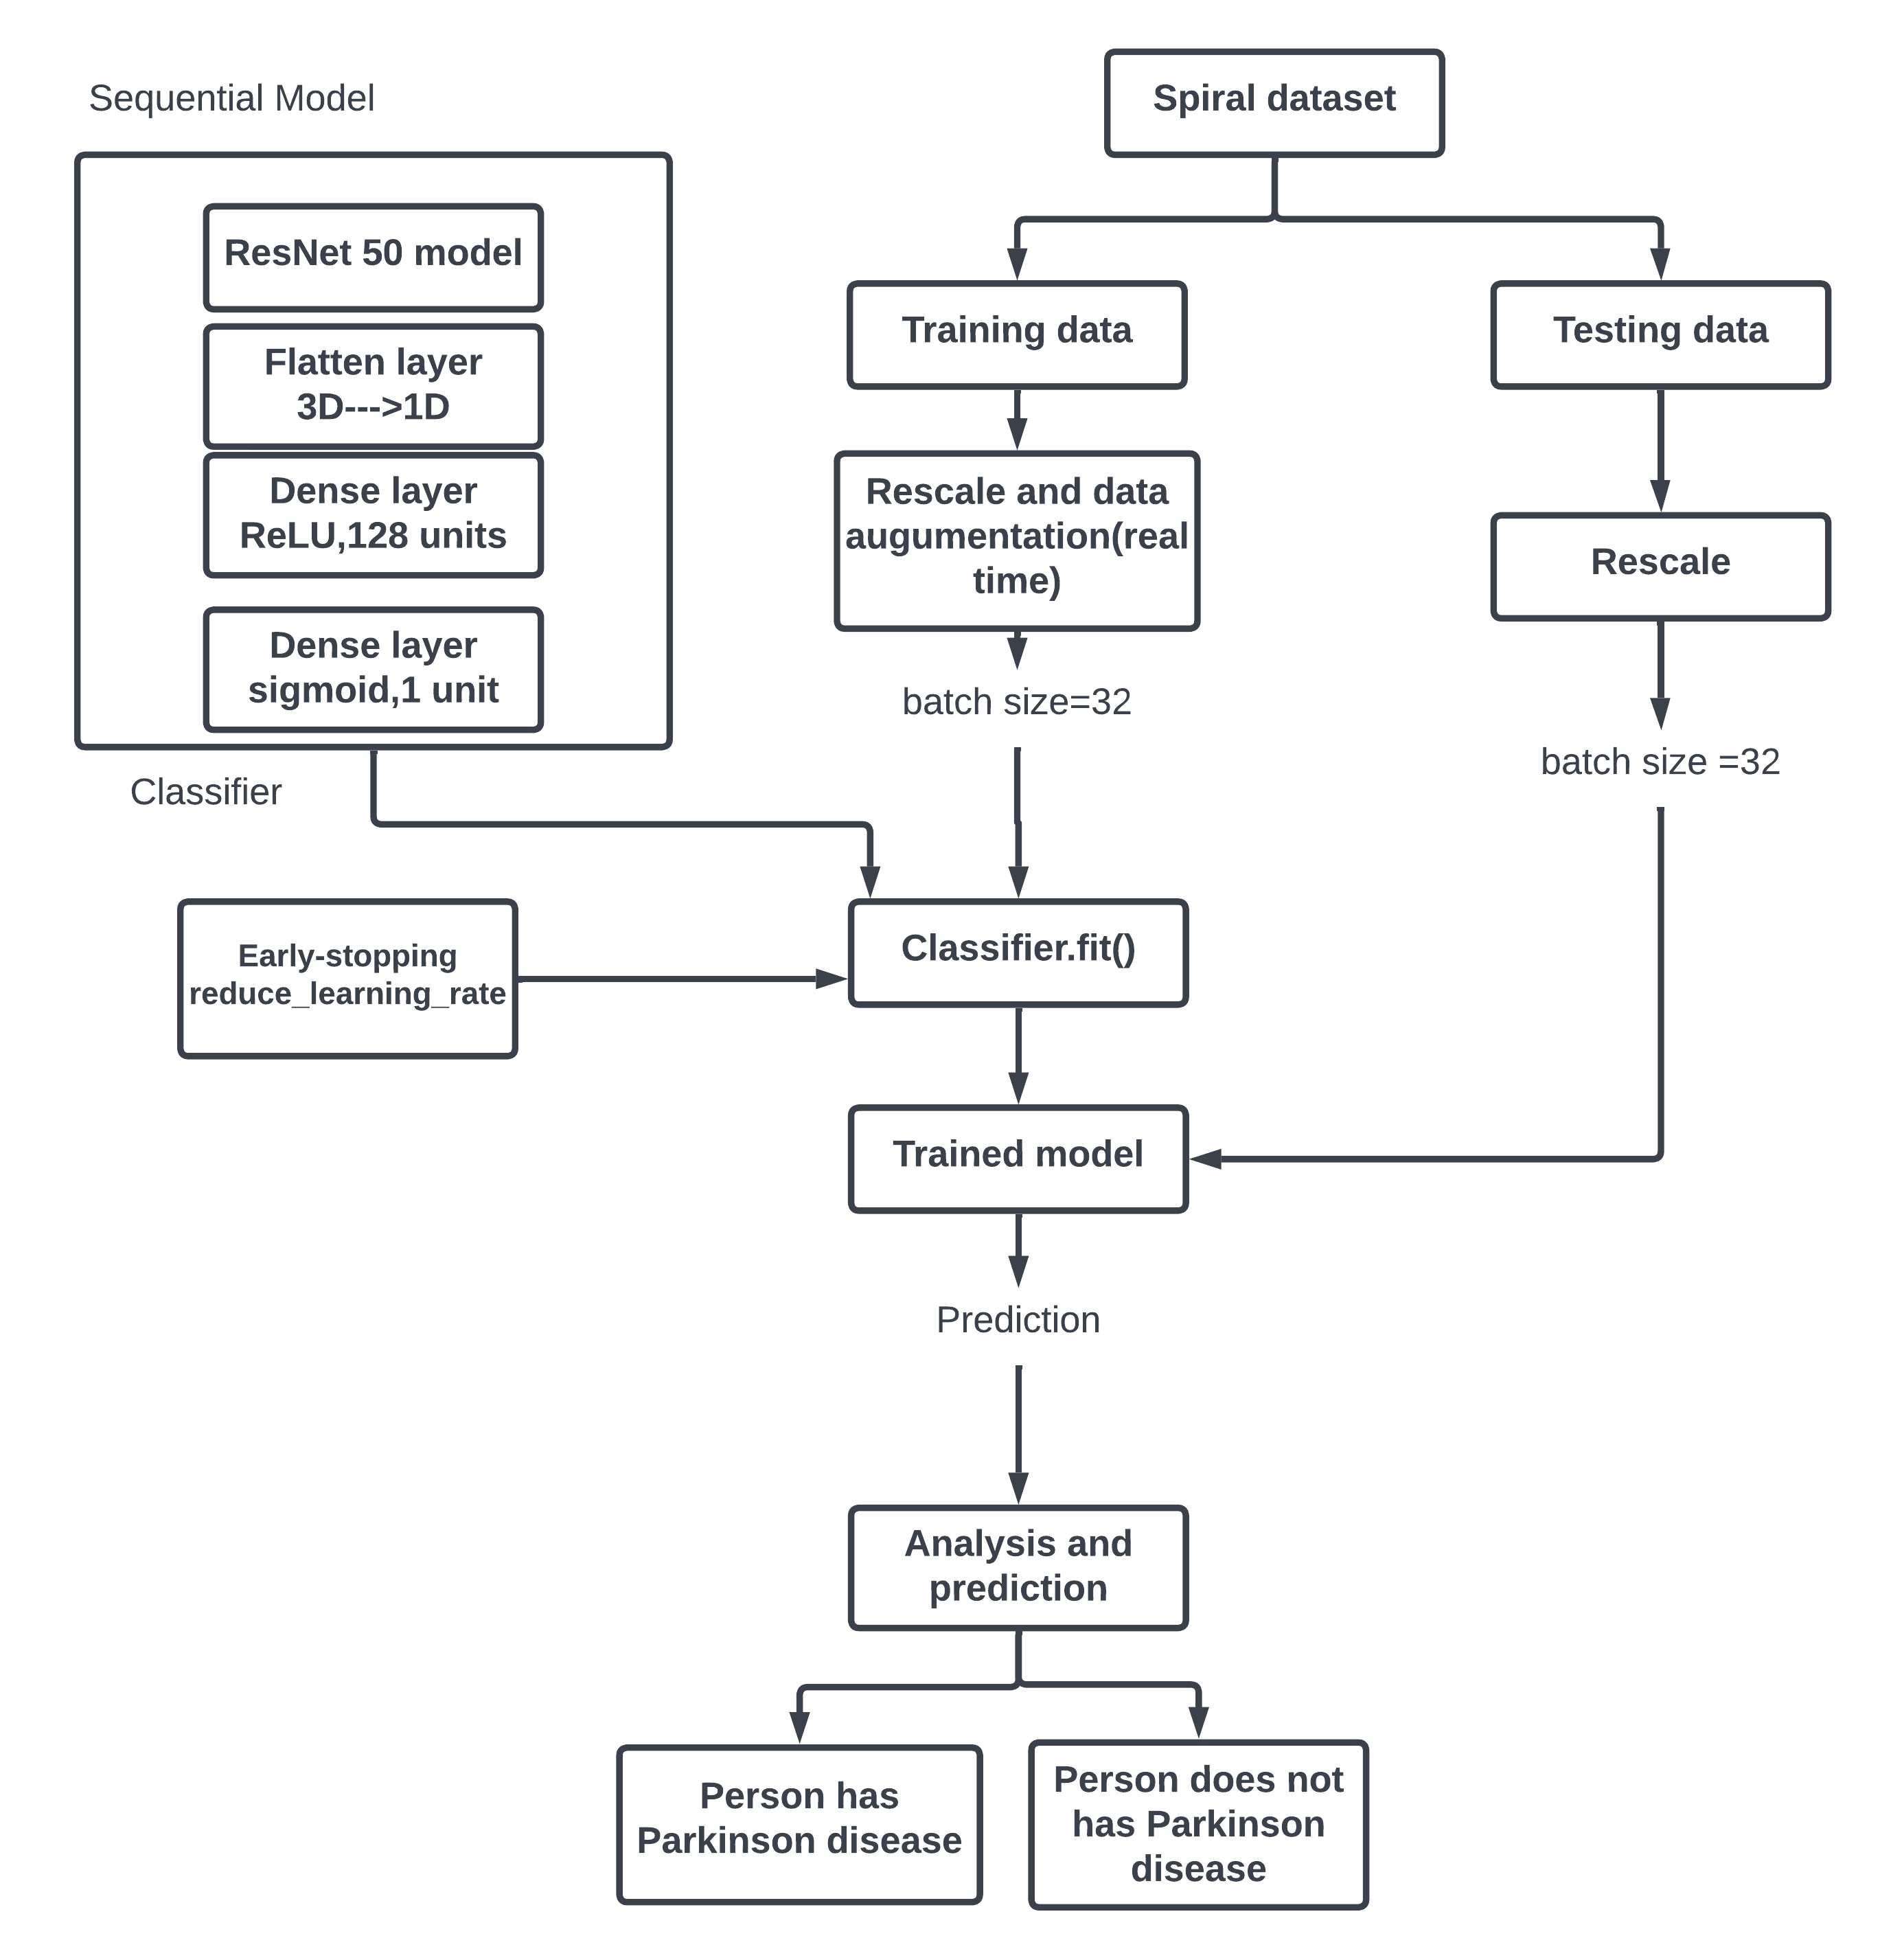 Sequential Model
Spiral dataset
ResNet 50 model
Flatten layer
3D--->1D
Dense layer
ReLU,128 units
Dense layer
sigmoid,1 unit
Classifier
Training data
Testing data
Rescale and data
augumentation(real
time)
Rescale
batch size=32
batch size =32
Early-stopping
reduce_learning_rate
Classifier.fit()
Trained model
Prediction
Analysis and
prediction
Person has
Parkinson disease
Person does not
has Parkinson
disease